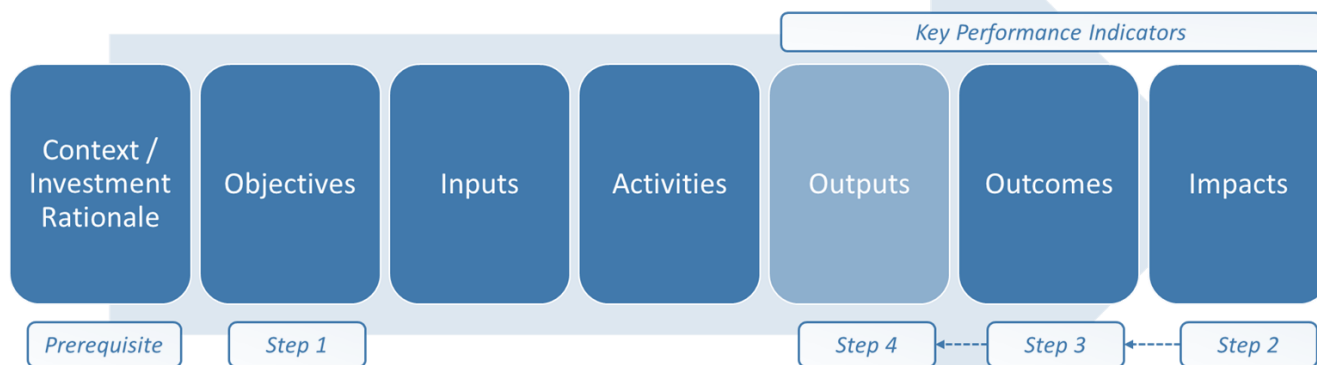 Key Performance Indicators
Context /
Investment
Rationale
Objectives
Inputs
Activities
Outputs
Outcomes
Impacts
Prerequisite
Step 1
Step 4
Step 3
Step 2